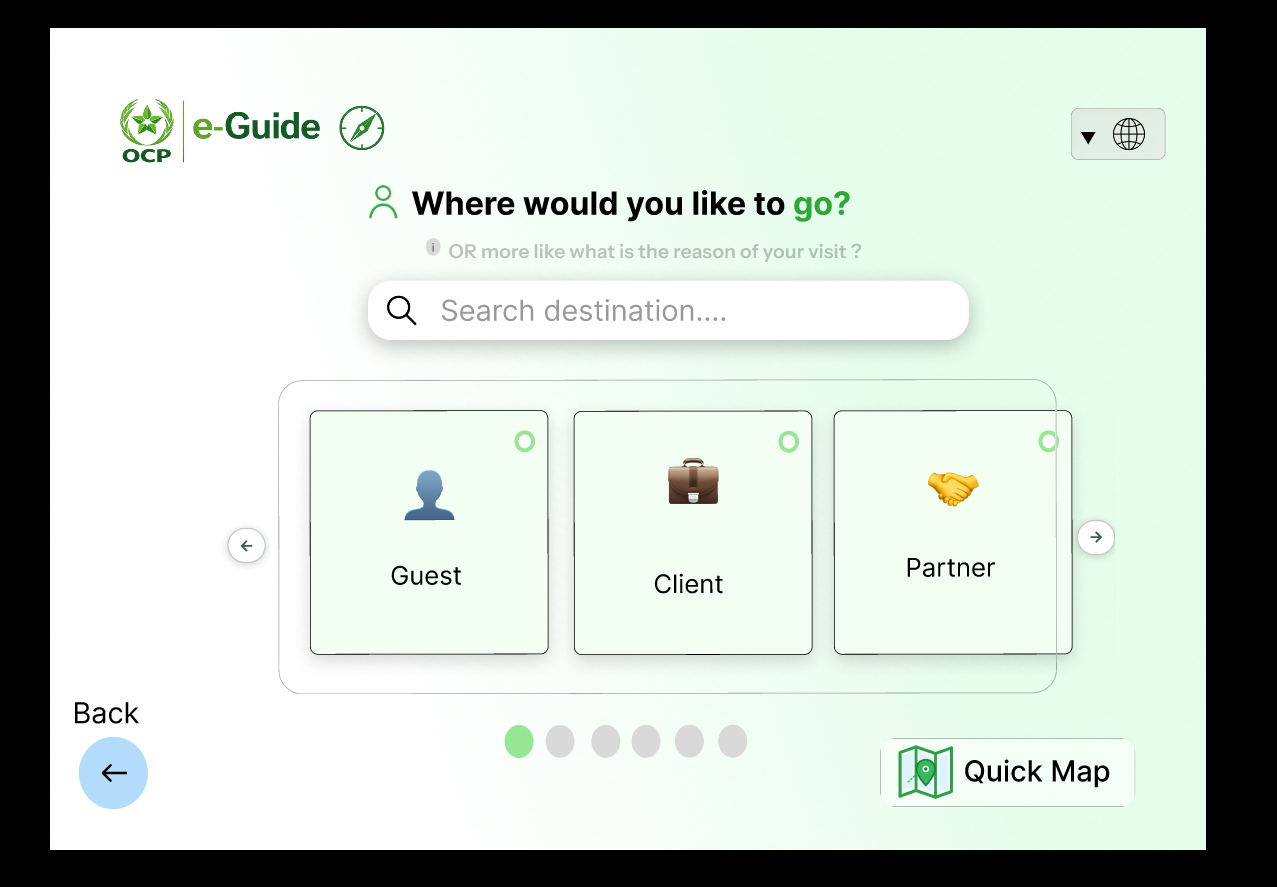 e-Guide
OCP
Where would you like to go?
i OR more like what is the reason of your visit ?
Search destination....
Guest
Client
Partner
Back
Quick Map